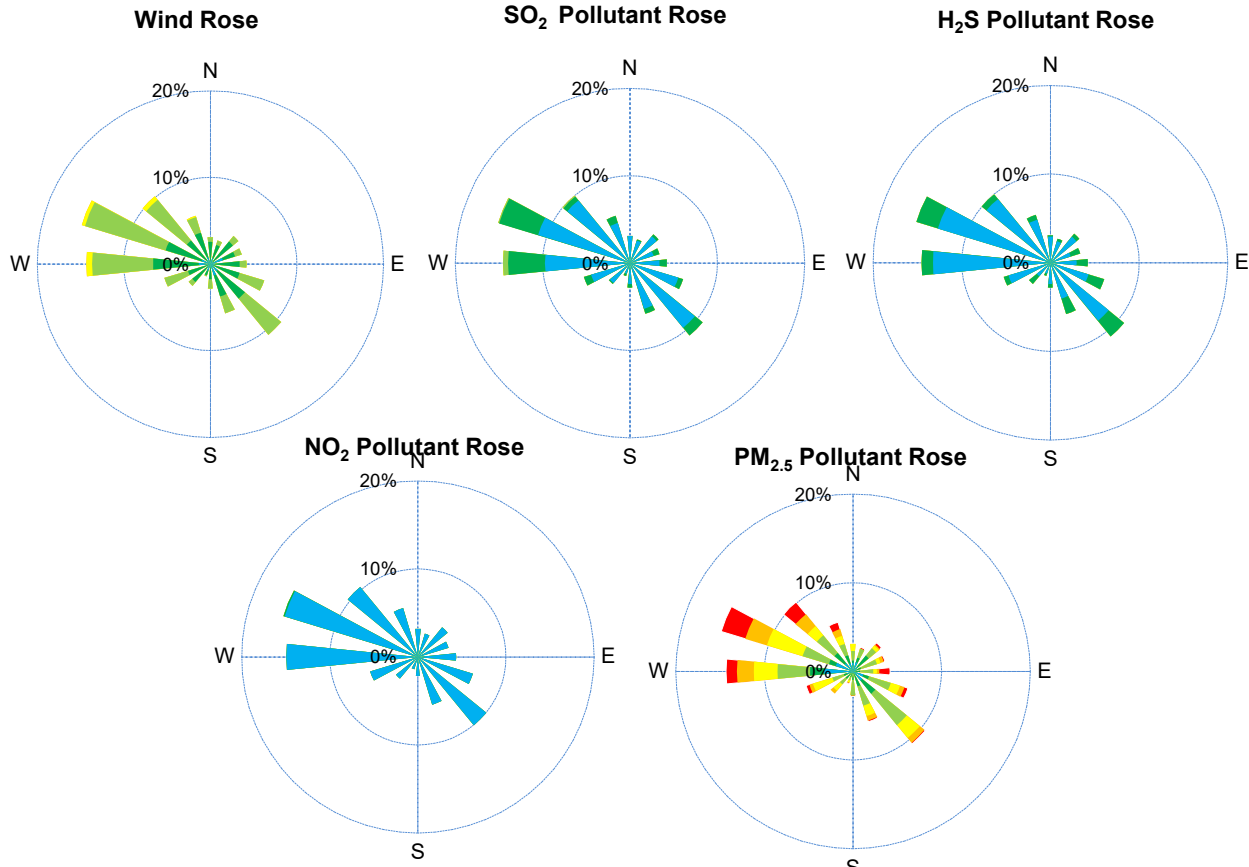 Wind Rose
SO₂ Pollutant Rose
H₂S Pollutant Rose
N
20%
10%
W
0%
E
S
N
20%
10%
W
0%
E
S
N
20%
10%
W
0%
E
S
NO₂ Pollutant Rose
N
20%
10%
W
0%
E
S
PM₂.₅ Pollutant Rose
N
20%
10%
W
0%
E
S